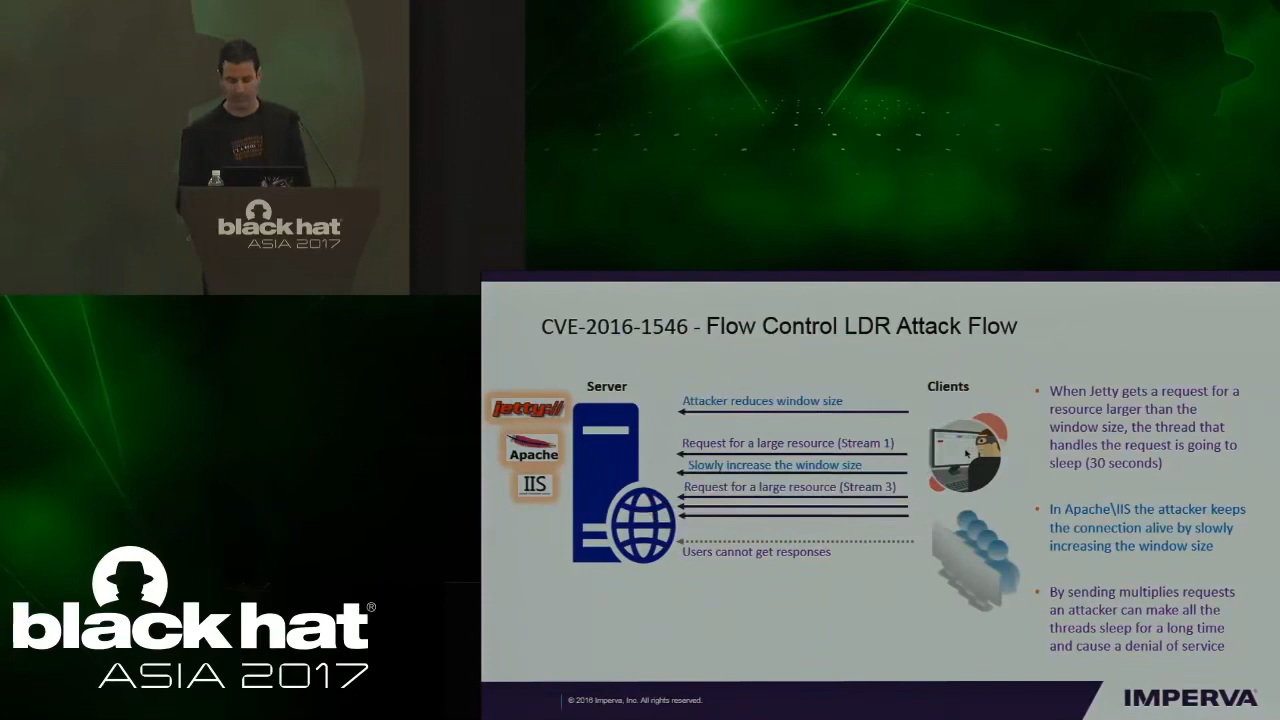 black hat
ASIA 2017
CVE-2016-1546 - Flow Control LDR Attack Flow
Server
Clients
jetty://
Apache
IIS
Attacker reduces window size
Request for a large resource (Stream 1)
Slowly increase the window size
Request for a large resource (Stream 3)
Users cannot get responses
• When Jetty gets a request for a
resource larger than the
window size, the thread that
handles the request is going to
sleep (30 seconds)
• In Apache\IIS the attacker keeps
the connection alive by slowly
increasing the window size
• By sending multiplies requests
an attacker can make all the
threads sleep for a long time
and cause a denial of service
black hat®
ASIA 2017
© 2016 Imperva, Inc. All rights reserved.
IMPERVA